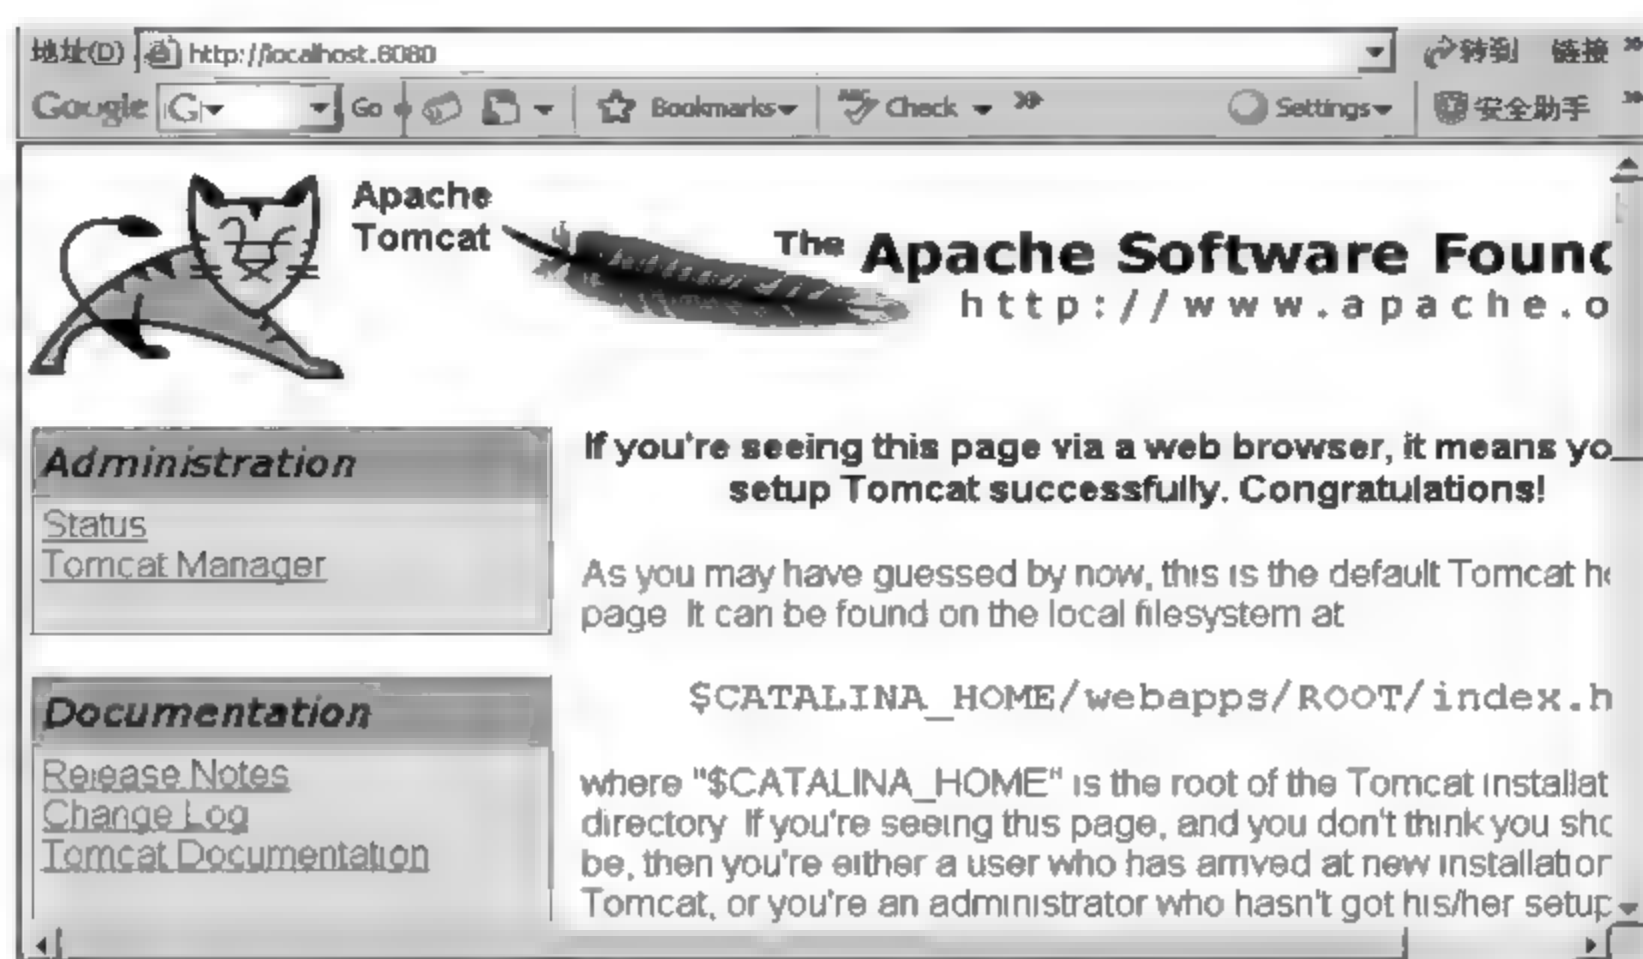 地址(D) http://localhost:8080 转到 链接 »
Google G Go Bookmarks Check » Settings 安全助手 »
Apache
Tomcat
The Apache Software Found
http://www.apache.o
Administration
Status
Tomcat Manager
If you're seeing this page via a web browser, it means yo
setup Tomcat successfully. Congratulations!
As you may have guessed by now, this is the default Tomcat ho
page It can be found on the local filesystem at
$CATALINA_HOME/webapps/ROOT/index.h
Documentation
Release Notes
Change Log
Tomcat Documentation
where "$CATALINA_HOME" is the root of the Tomcat installat
directory If you're seeing this page, and you don't think you sho
be, then you're either a user who has arrived at new installation
Tomcat, or you're an administrator who hasn't got his/her setup